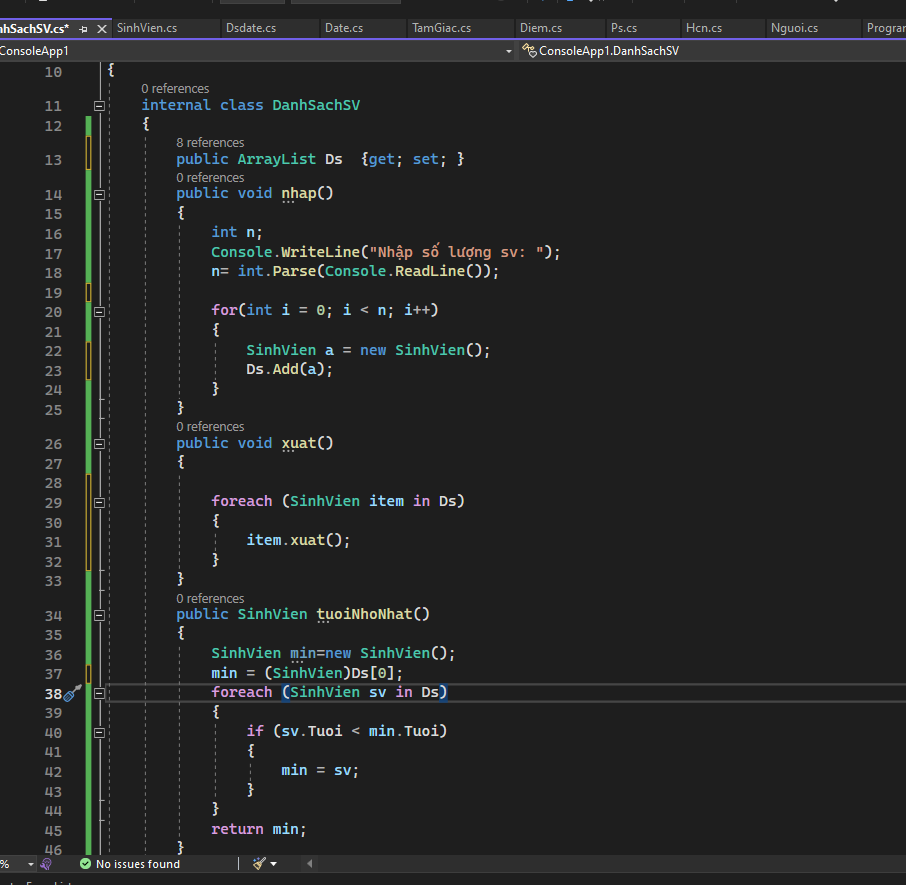 nhSachSV.cs* SinhVien.cs Dsdate.cs Date.cs TamGiac.cs Diem.cs Ps.cs Hcn.cs Nguoi.cs Progra
ConsoleApp1 ConsoleApp1.DanhSachSV
10 {
0 references
11 internal class DanhSachSV
12 {
8 references
13 public ArrayList Ds {get; set; }
0 references
14 public void nhap()
15 {
16 int n;
17 Console.WriteLine("Nhập số lượng sv: ");
18 n= int.Parse(Console.ReadLine());
19
20 for(int i = 0; i < n; i++)
21 {
22 SinhVien a = new SinhVien();
23 Ds.Add(a);
24 }
25 }
0 references
26 public void xuat()
27 {
28
29 foreach (SinhVien item in Ds)
30 {
31 item.xuat();
32 }
33 }
0 references
34 public SinhVien tuoiNhoNhat()
35 {
36 SinhVien min=new SinhVien();
37 min = (SinhVien)Ds[0];
38 foreach (SinhVien sv in Ds)
39 {
40 if (sv.Tuoi < min.Tuoi)
41 {
42 min = sv;
43 }
44 }
45 return min;
46 }
% No issues found